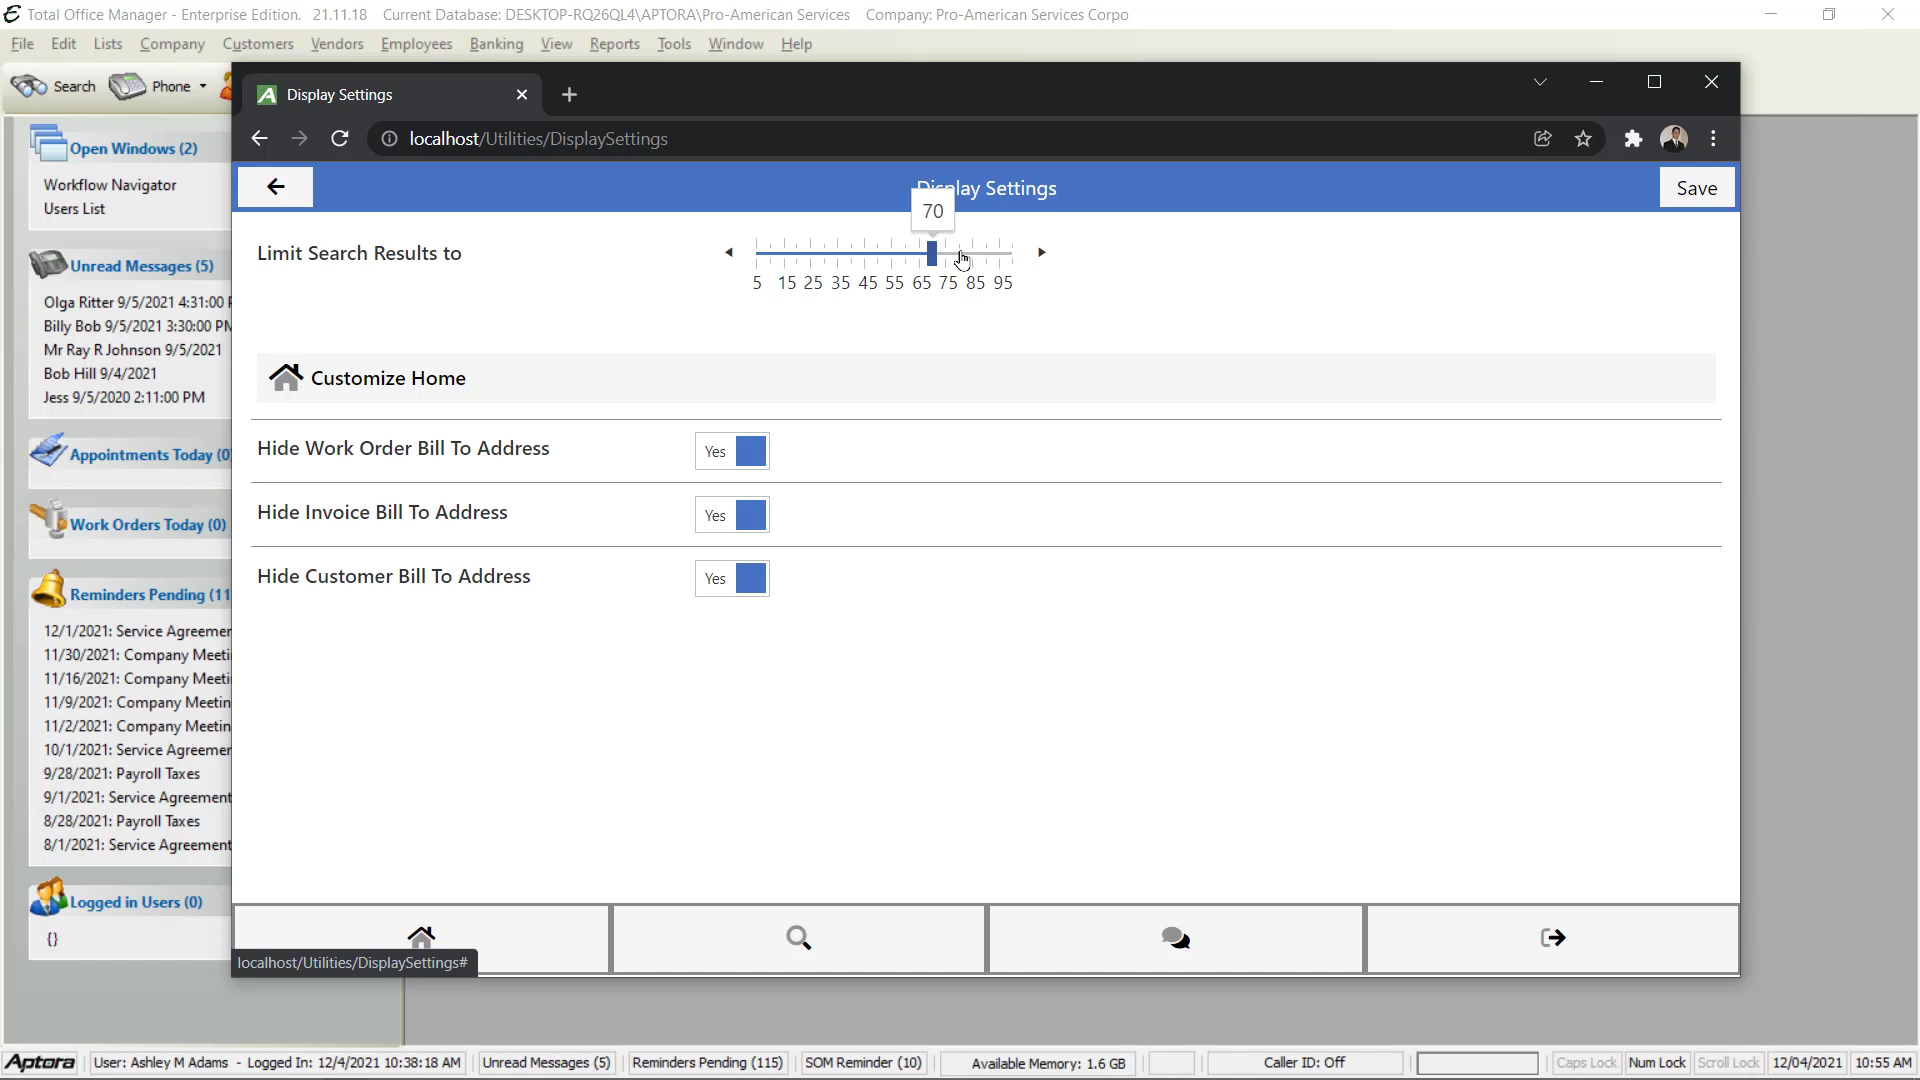 Total Office Manager - Enterprise Edition. 21.11.18 Current Database: DESKTOP-RQ26QL4\APTORA\Pro-American Services Company: Pro-American Services Corpo
File Edit Lists Company Customers Vendors Employees Banking View Reports Tools Window Help
Search Phone
Display Settings
localhost/Utilities/DisplaySettings
Display Settings
Save
70
Limit Search Results to
5 15 25 35 45 55 65 75 85 95
Customize Home
Hide Work Order Bill To Address Yes
Hide Invoice Bill To Address Yes
Hide Customer Bill To Address Yes
localhost/Utilities/DisplaySettings#
Open Windows (2)
Workflow Navigator
Users List
Unread Messages (5)
Olga Ritter 9/5/2021 4:31:00
Billy Bob 9/5/2021 3:30:00 PM
Mr Ray R Johnson 9/5/2021
Bob Hill 9/4/2021
Jess 9/5/2020 2:11:00 PM
Appointments Today (0
Work Orders Today (0)
Reminders Pending (11
12/1/2021: Service Agreemer
11/30/2021: Company Meeti
11/16/2021: Company Meeti
11/9/2021: Company Meetin
11/2/2021: Company Meetin
10/1/2021: Service Agreemer
9/28/2021: Payroll Taxes
9/1/2021: Service Agreement
8/28/2021: Payroll Taxes
8/1/2021: Service Agreement
Logged in Users (0)
{}
Aptora User: Ashley M Adams - Logged In: 12/4/2021 10:38:18 AM Unread Messages (5) Reminders Pending (115) SOM Reminder (10) Available Memory: 1.6 GB Caller ID: Off Caps Lock Num Lock Scroll Lock 12/04/2021 10:55 AM